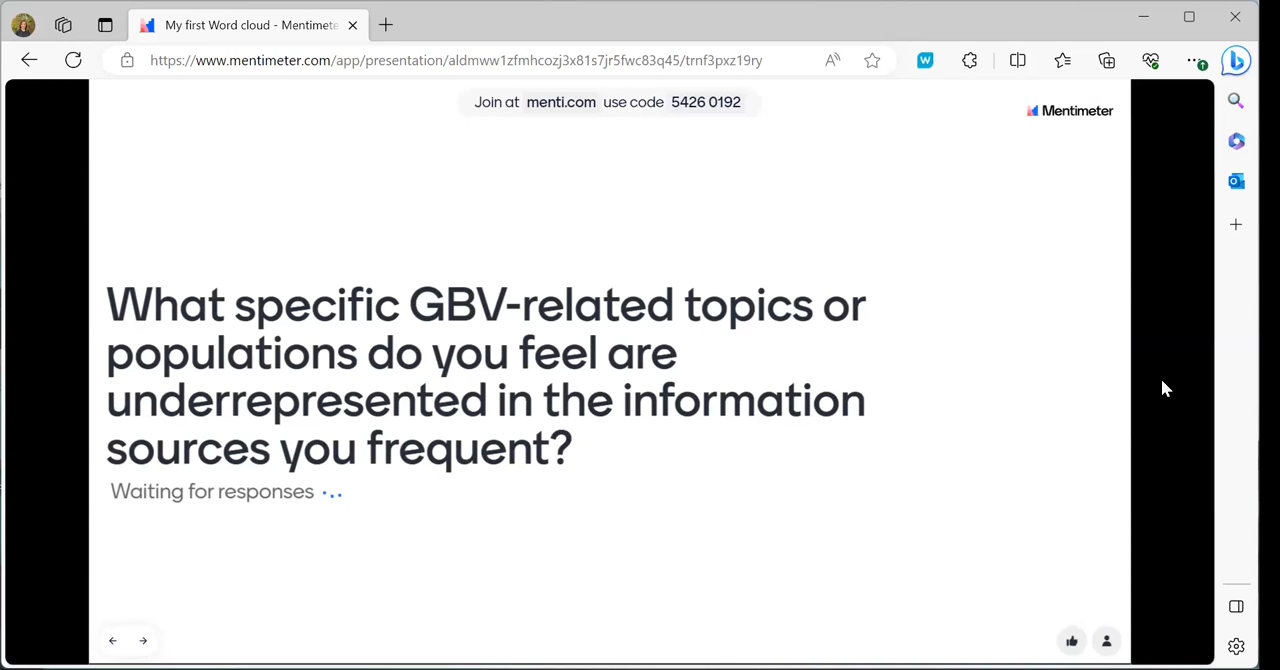 My first Word cloud - Mentimete
https://www.mentimeter.com/app/presentation/aldmww1zfmhcozj3x81s7jr5fwc83q45/trnf3pxz19ry
Join at menti.com use code 5426 0192
Mentimeter
What specific GBV-related topics or
populations do you feel are
underrepresented in the information
sources you frequent?
Waiting for responses